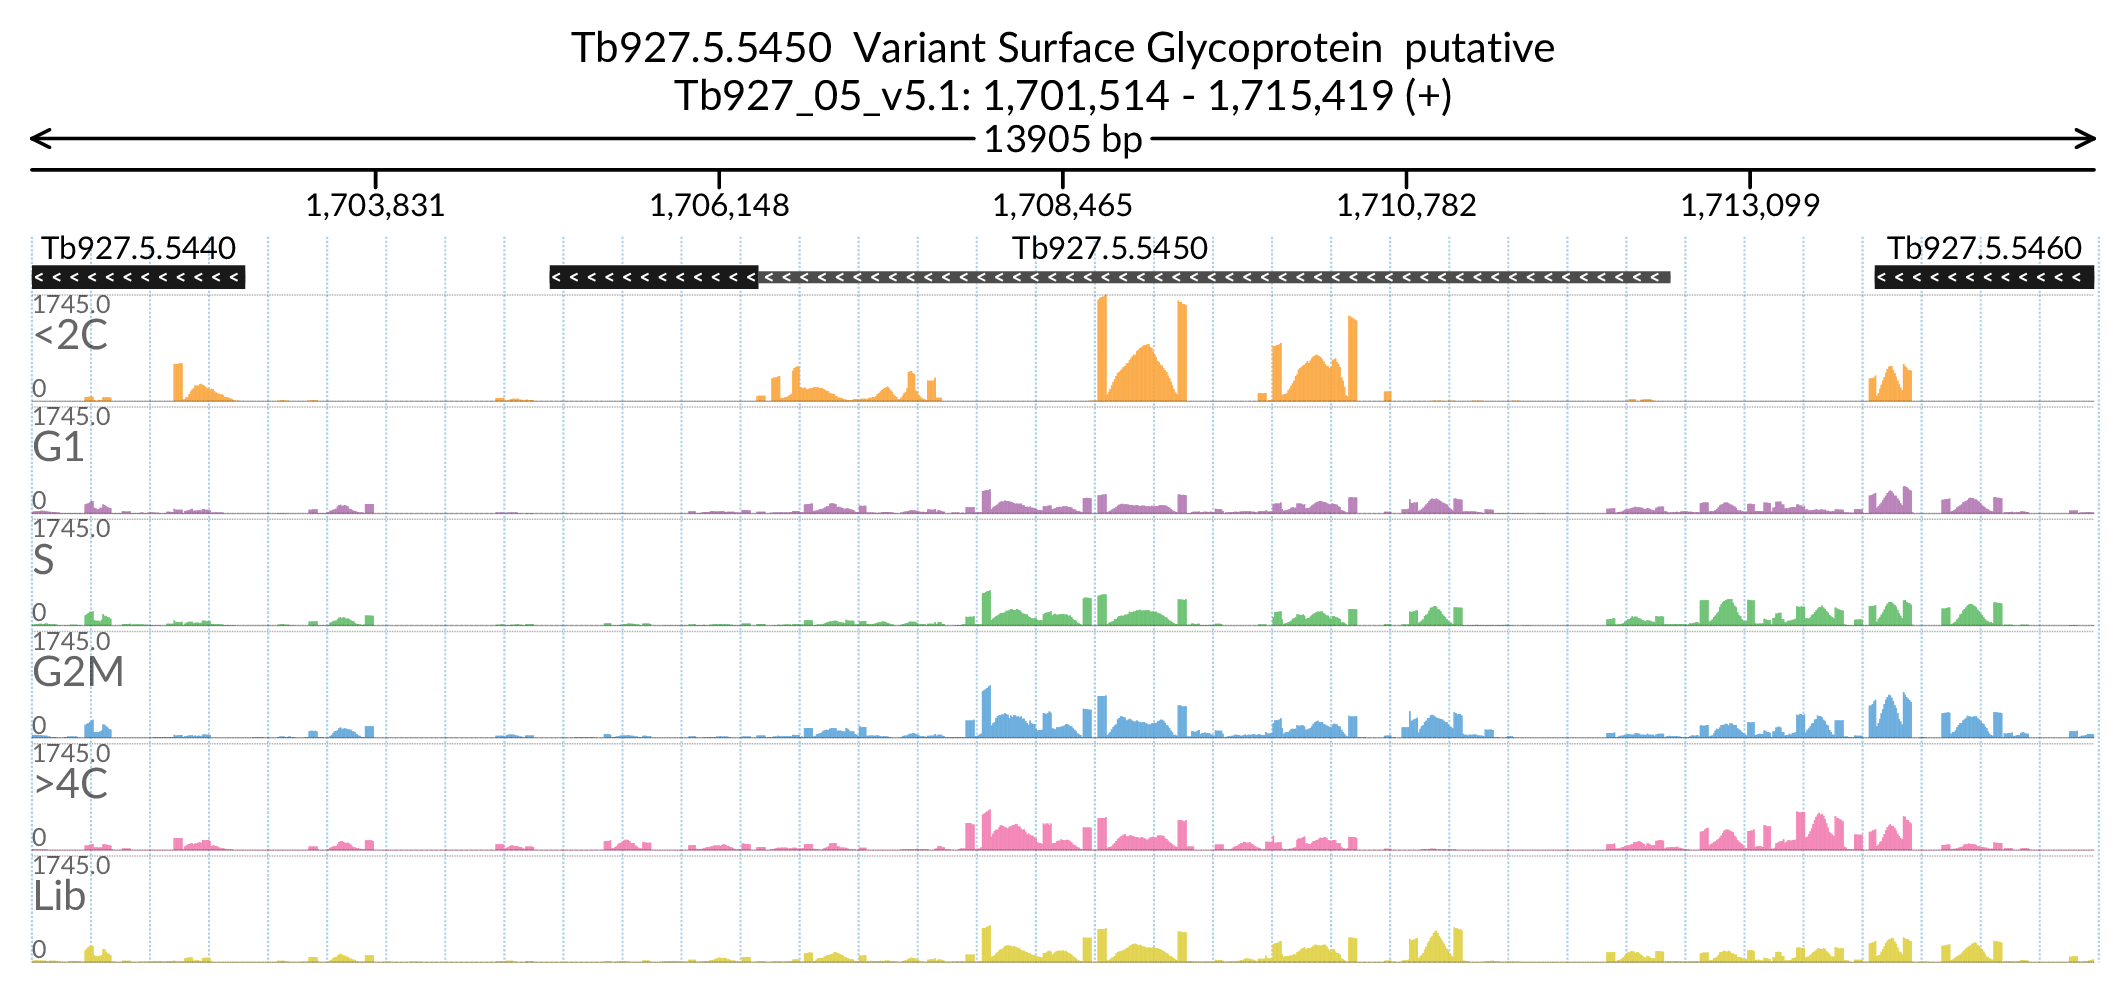 Tb927.5.5450  Variant Surface Glycoprotein  putative
Tb927_05_v5.1: 1,701,514 - 1,715,419 (+)
13905 bp
1,703,831 1,706,148 1,708,465 1,710,782 1,713,099
Tb927.5.5440 Tb927.5.5450 Tb927.5.5460
1745.0
<2C
0
1745.0
G1
0
1745.0
S
0
1745.0
G2M
0
1745.0
>4C
0
1745.0
Lib
0